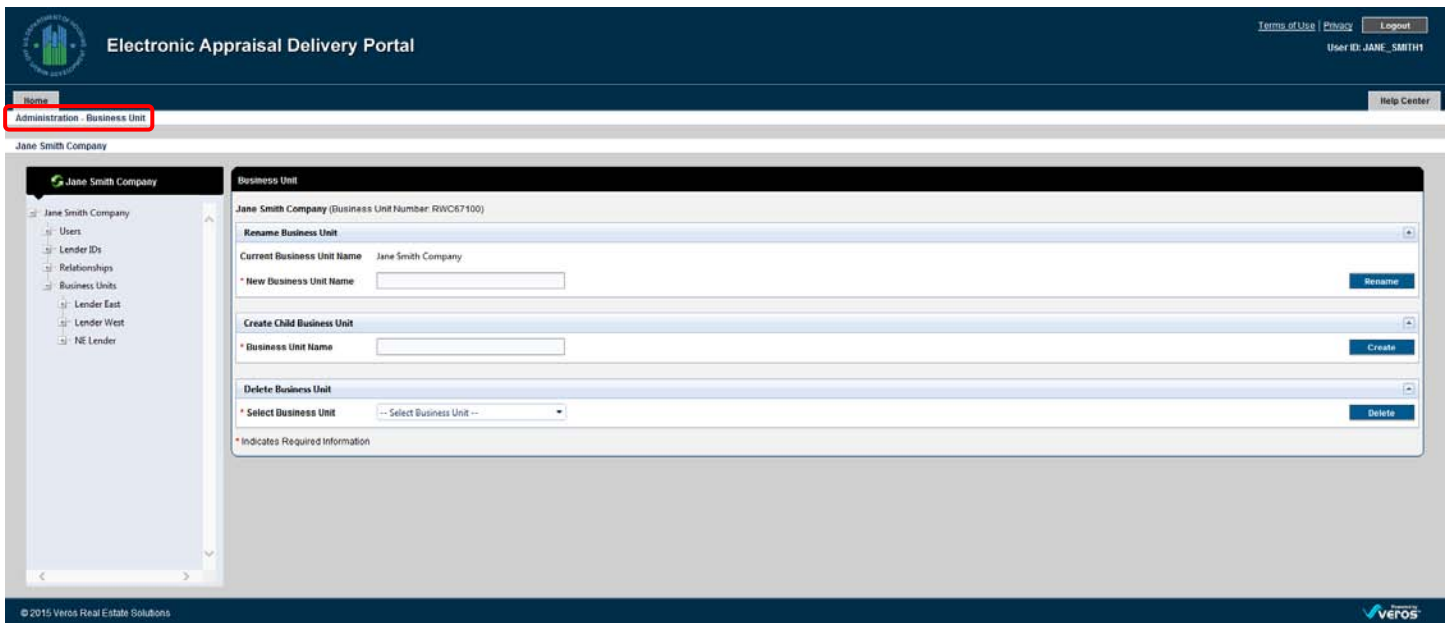 Terms of Use | Privacy Logout
Electronic Appraisal Delivery Portal
User ID: JANE_SMITH1
Home Help Center
Administration - Business Unit
Jane Smith Company
Jane Smith Company
Business Unit
Jane Smith Company
Users
Lender IDs
Relationships
Business Units
Lender East
Lender West
NE Lender
Jane Smith Company (Business Unit Number: RWC67100)
Rename Business Unit
Current Business Unit Name Jane Smith Company
* New Business Unit Name Rename
Create Child Business Unit
* Business Unit Name Create
Delete Business Unit
* Select Business Unit -- Select Business Unit -- Delete
* Indicates Required Information
© 2015 Veros Real Estate Solutions
Powered by
veros